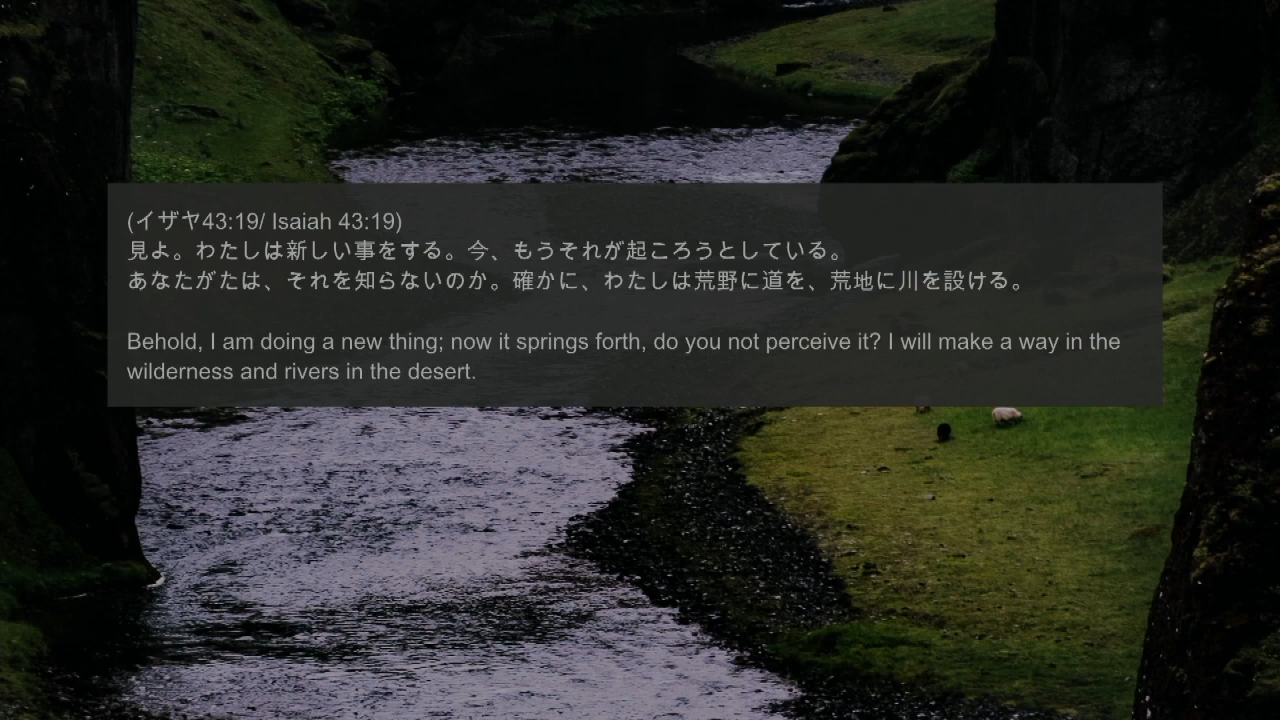 (イザヤ43:19/ Isaiah 43:19)
見よ。わたしは新しい事をする。今、もうそれが起ころうとしている。
あなたがたは、それを知らないのか。確かに、わたしは荒野に道を、荒地に川を設ける。
Behold, I am doing a new thing; now it springs forth, do you not perceive it? I will make a way in the
wilderness and rivers in the desert.